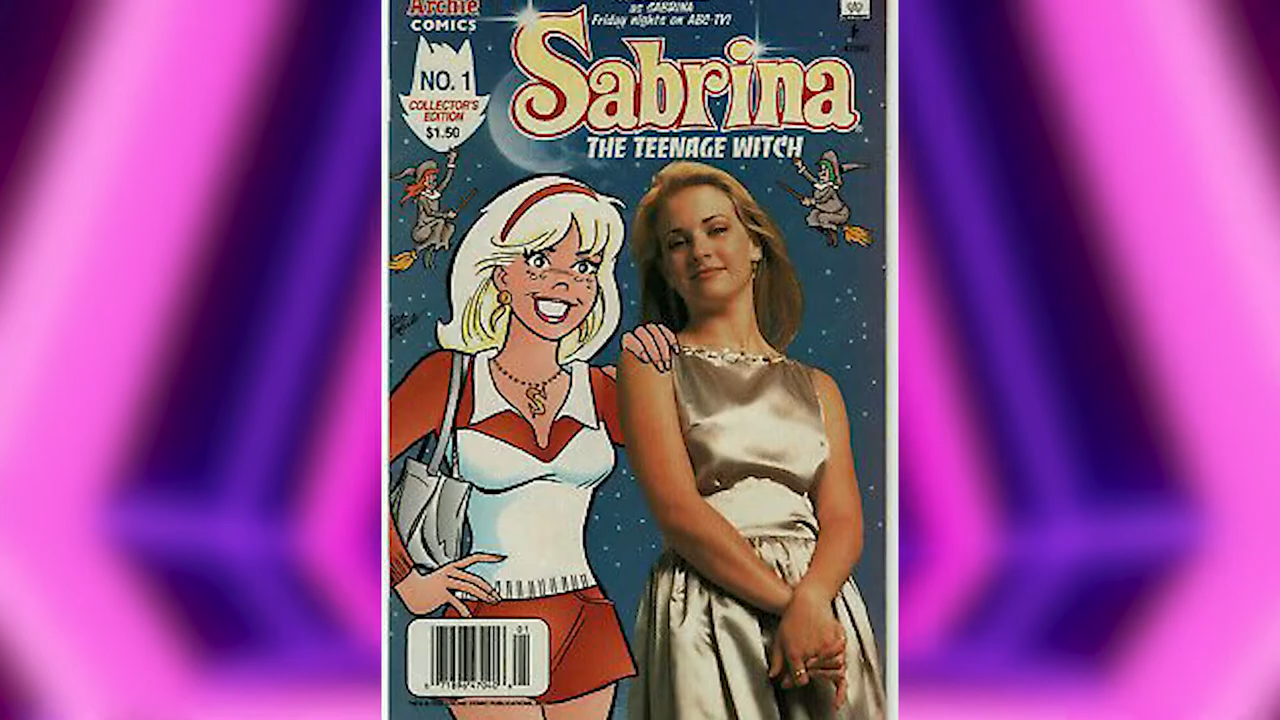 Archie
COMICS
NO. 1
COLLECTOR'S
EDITION
$1.50
as SABRINA
Friday nights on ABC-TV!
Sabrina
THE TEENAGE WITCH
S
01